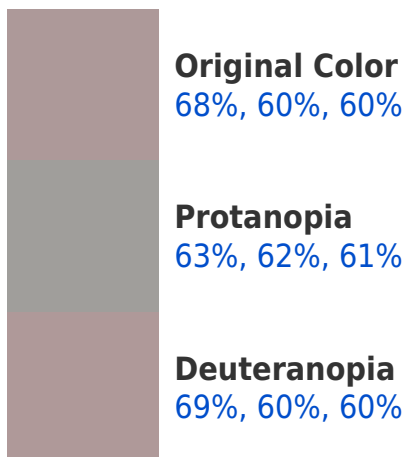 Original Color
68%, 60%, 60%
Protanopia
63%, 62%, 61%
Deuteranopia
69%, 60%, 60%